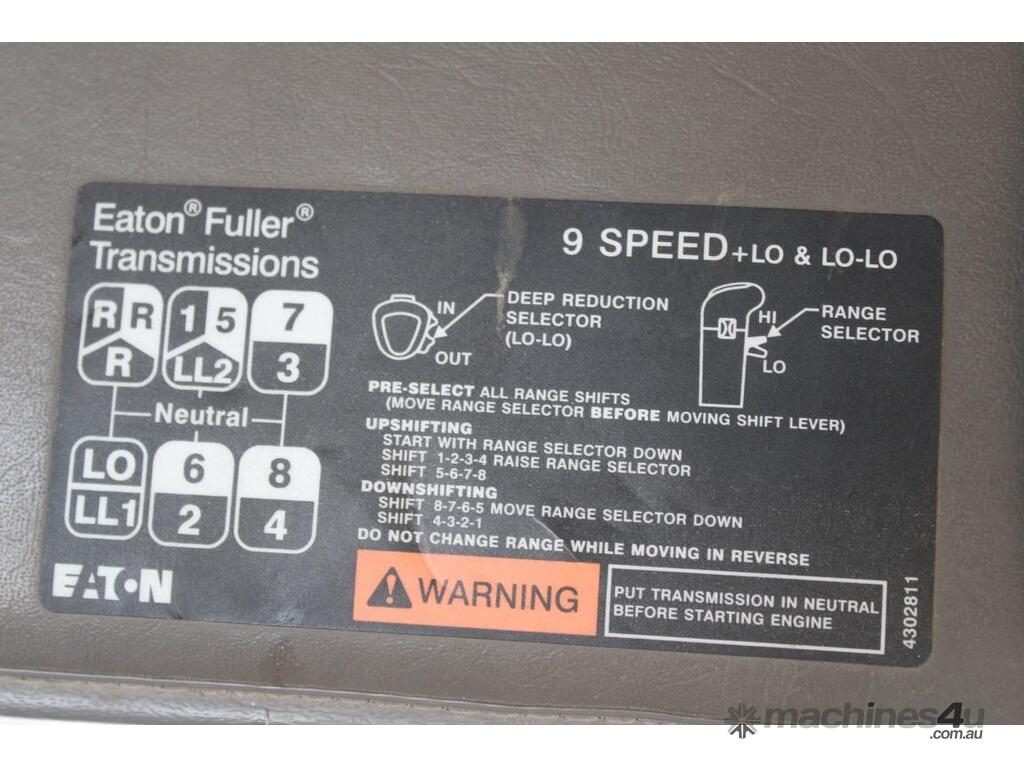 Eaton® Fuller®
Transmissions
9 SPEED +LO & LO-LO
R R
R
1 5
LL2
7
3
Neutral
LO
LL1
6
2
8
4
IN
OUT
DEEP REDUCTION
SELECTOR
(LO-LO)
HI
LO
RANGE
SELECTOR
PRE-SELECT ALL RANGE SHIFTS
(MOVE RANGE SELECTOR BEFORE MOVING SHIFT LEVER)
UPSHIFTING
START WITH RANGE SELECTOR DOWN
SHIFT 1-2-3-4 RAISE RANGE SELECTOR
SHIFT 5-6-7-8
DOWNSHIFTING
SHIFT 8-7-6-5 MOVE RANGE SELECTOR DOWN
SHIFT 4-3-2-1
DO NOT CHANGE RANGE WHILE MOVING IN REVERSE
EATON
WARNING
PUT TRANSMISSION IN NEUTRAL
BEFORE STARTING ENGINE
4302811
machines4u
.com.au